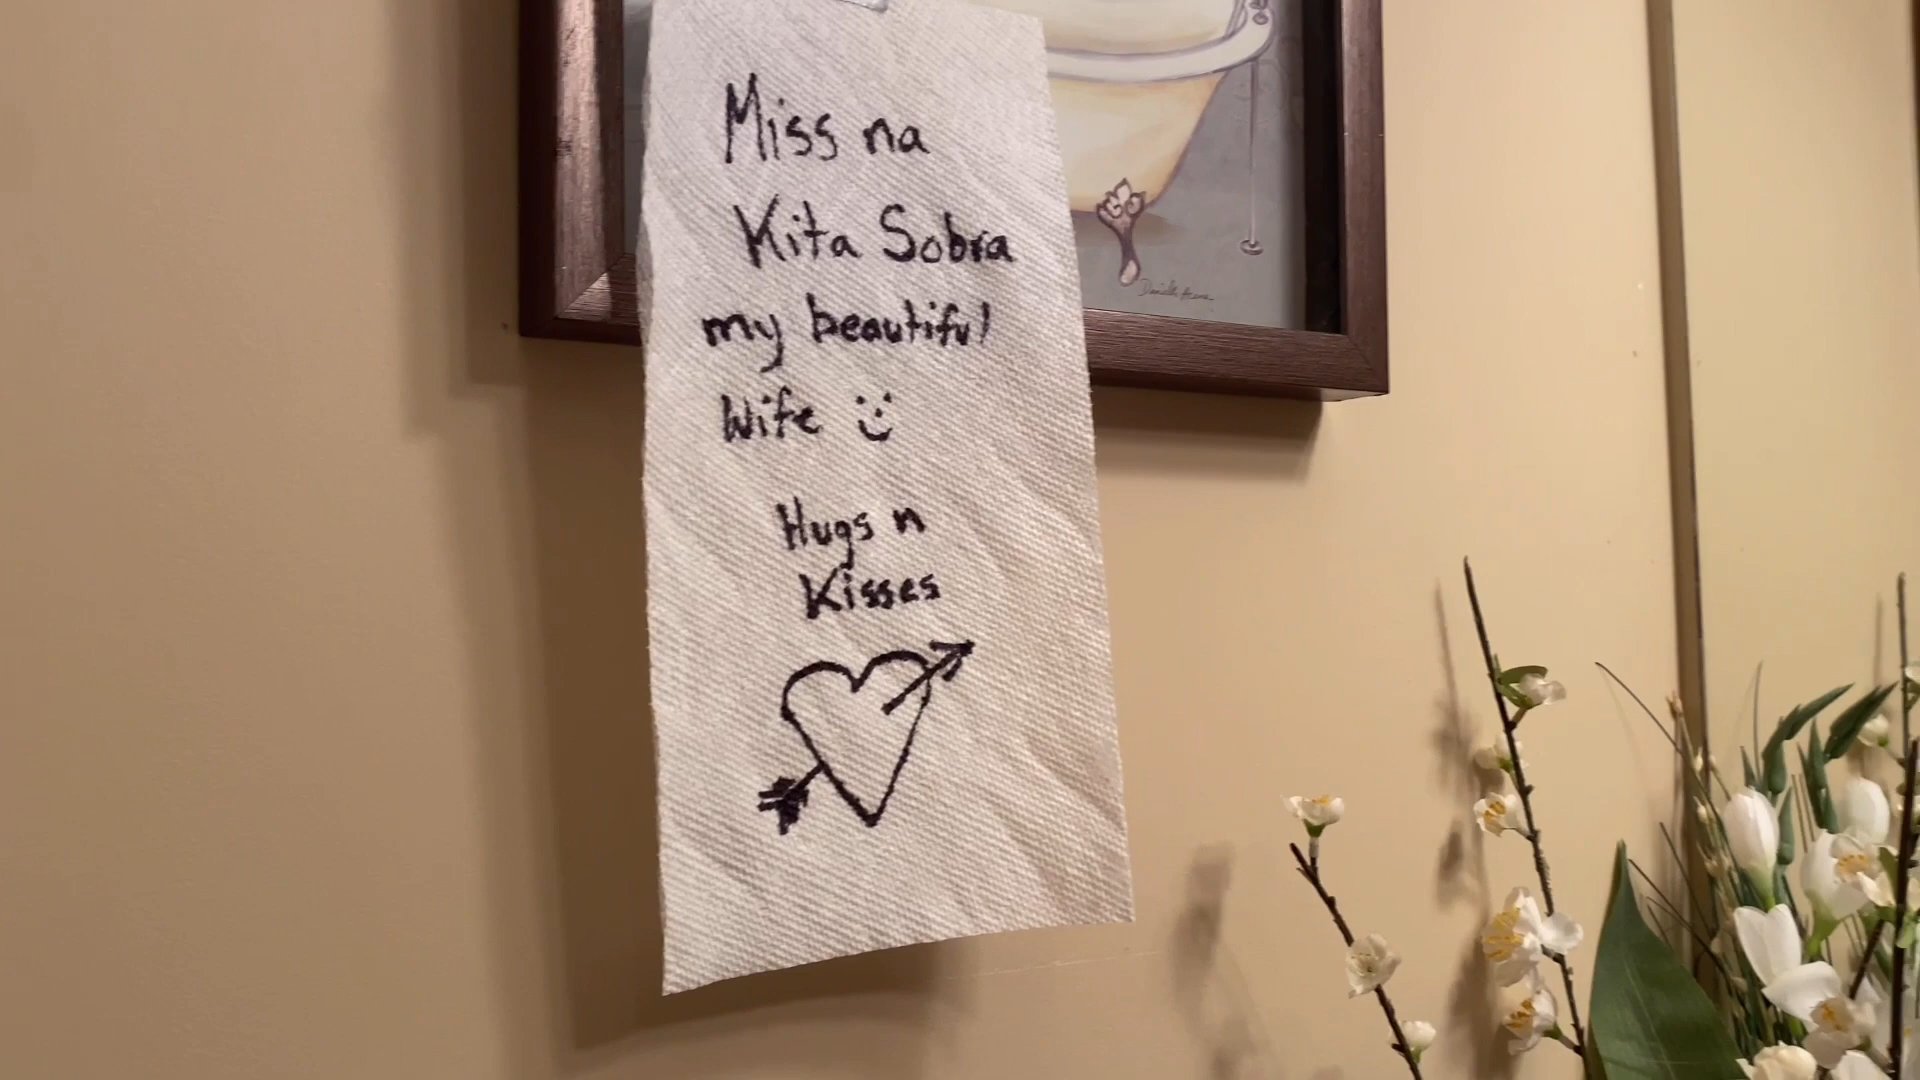 Miss na
Kita Sobra
my beautiful
Wife
Hugs n
Kisses